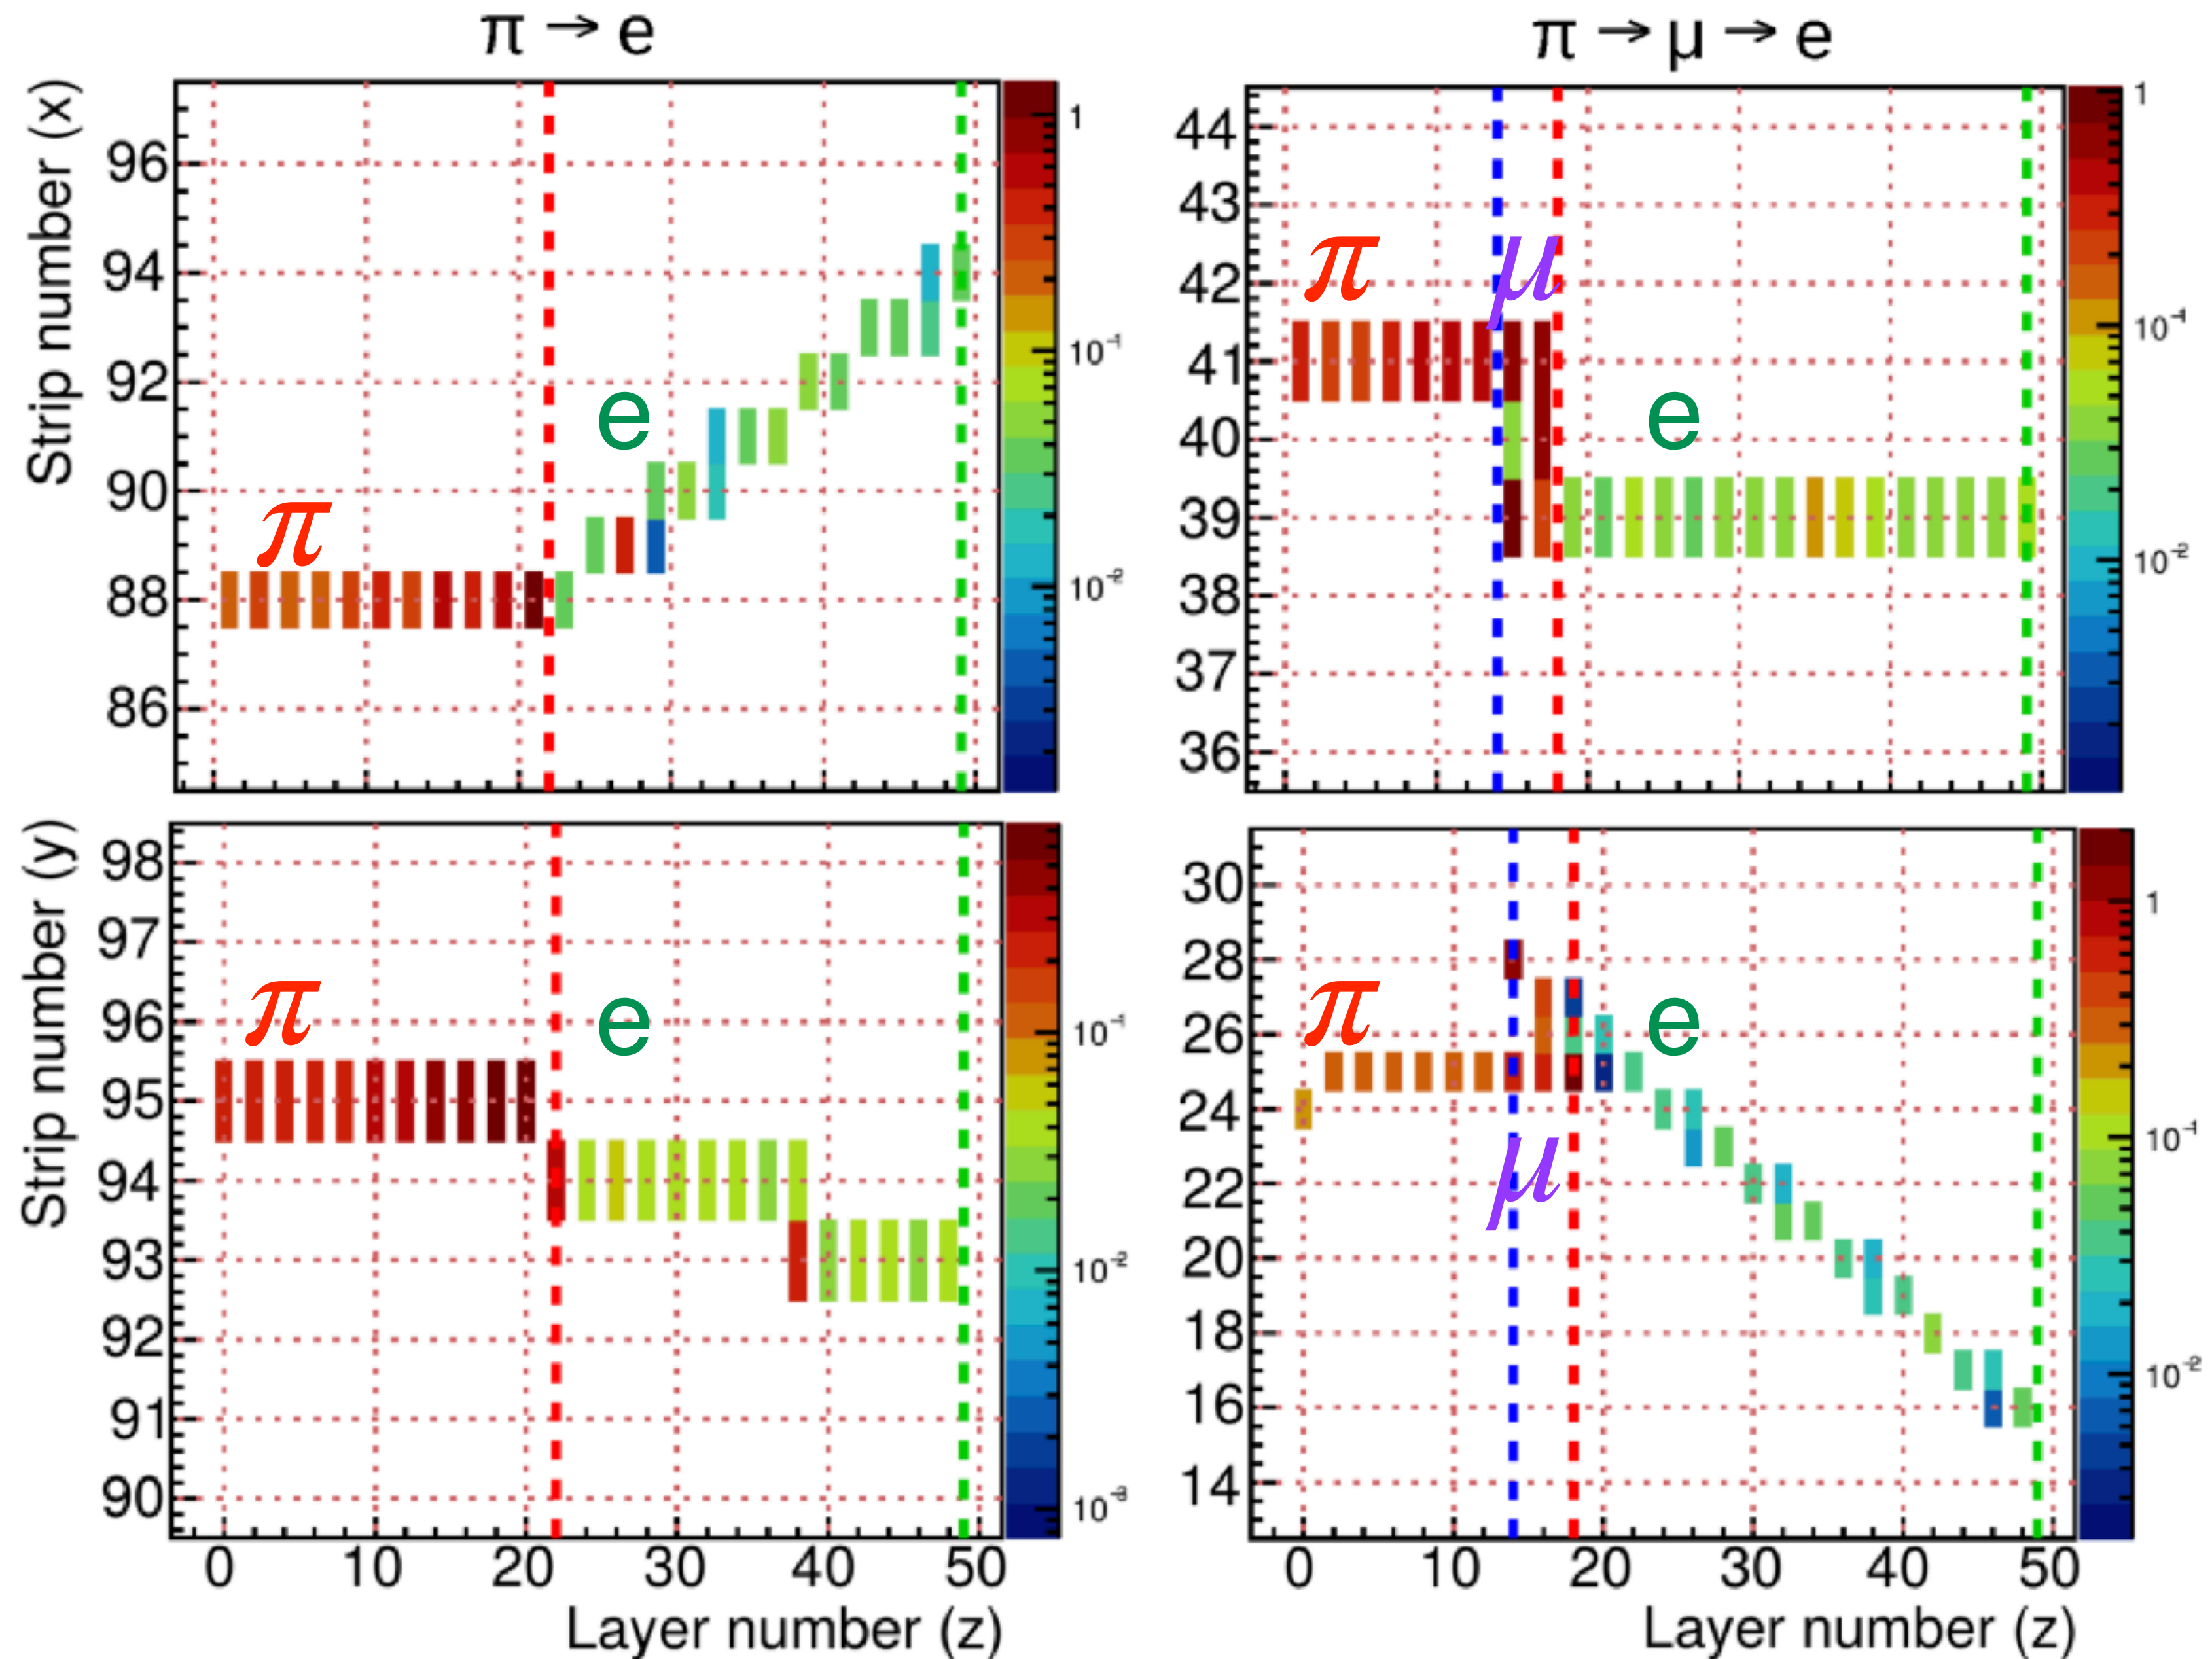 π → e
Strip number (x)
96
94
92
90
88
86
π
e
1
10⁻¹
10⁻²
π → μ → e
44
43
42
41
40
39
38
37
36
π
μ
e
1
10⁻¹
10⁻²
Strip number (y)
98
97
96
95
94
93
92
91
90
π
e
10⁻¹
10⁻²
10⁻³
0 10 20 30 40 50
Layer number (z)
30
28
26
24
22
20
18
16
14
π
e
μ
1
10⁻¹
10⁻²
0 10 20 30 40 50
Layer number (z)